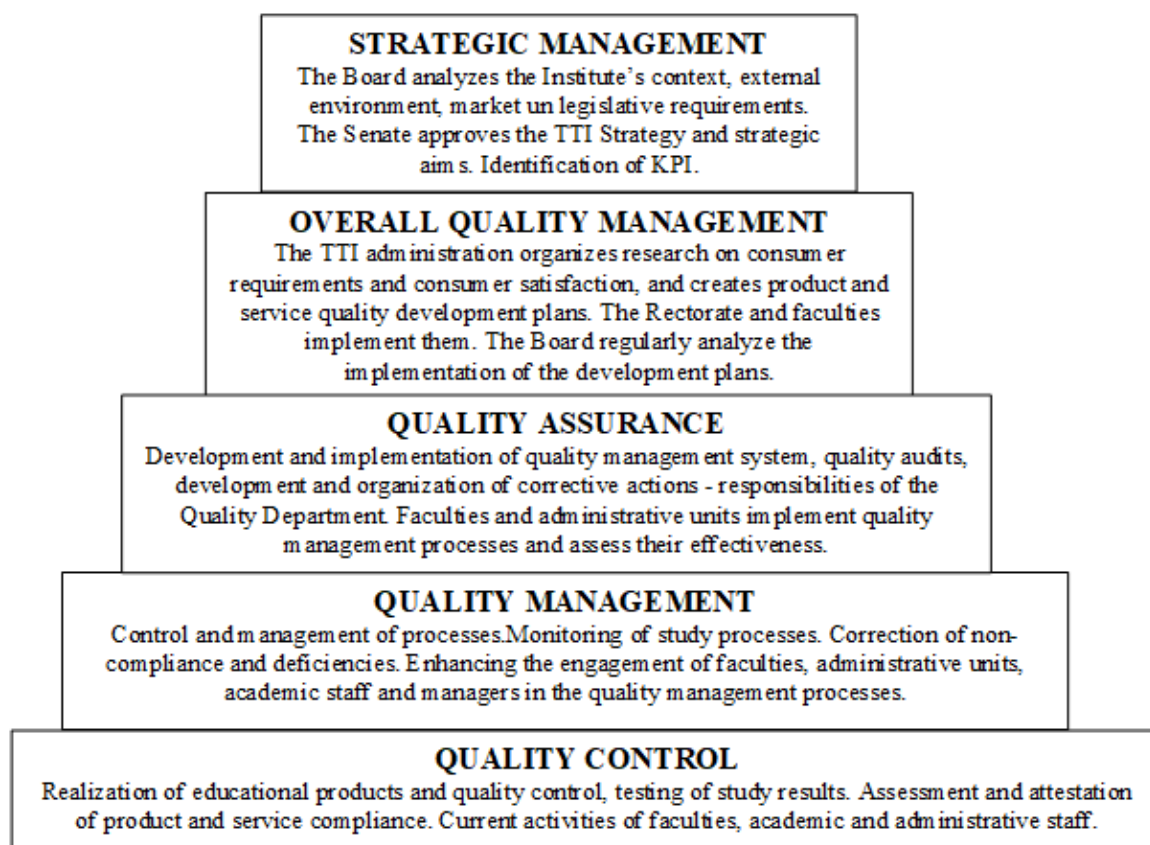 STRATEGIC MANAGEMENT
The Board analyzes the Institute’s context, external
environment, market un legislative requirements.
The Senate approves the TTI Strategy and strategic
aims. Identification of KPI.
OVERALL QUALITY MANAGEMENT
The TTI administration organizes research on consumer
requirements and consumer satisfaction, and creates product and
service quality development plans. The Rectorate and faculties
implement them. The Board regularly analyze the
implementation of the development plans.
QUALITY ASSURANCE
Development and implementation of quality management system, quality audits,
development and organization of corrective actions - responsibilities of the
Quality Department. Faculties and administrative units implement quality
management processes and assess their effectiveness.
QUALITY MANAGEMENT
Control and management of processes.Monitoring of study processes. Correction of non-
compliance and deficiencies. Enhancing the engagement of faculties, administrative units,
academic staff and managers in the quality management processes.
QUALITY CONTROL
Realization of educational products and quality control, testing of study results. Assessment and attestation
of product and service compliance. Current activities of faculties, academic and administrative staff.